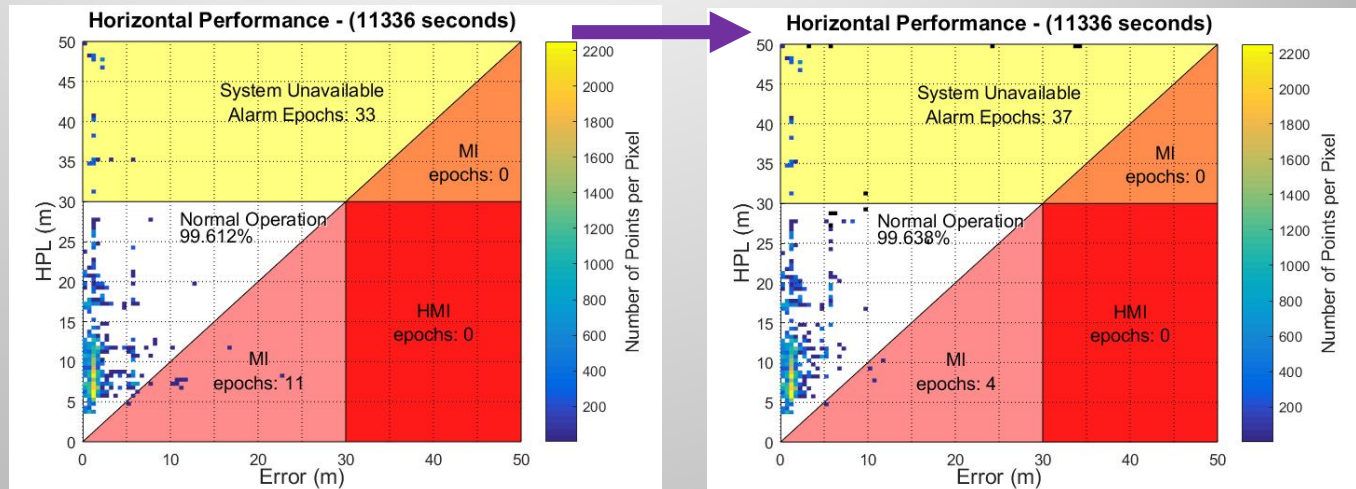 Horizontal Performance - (11336 seconds)
50
45
40
35
30
25
20
15
10
5
0
HPL (m)
System Unavailable
Alarm Epochs: 33
MI
epochs: 0
Normal Operation
99.612%
HMI
epochs: 0
MI
epochs: 11
0
10
20
30
40
50
Error (m)
2200
2000
1800
1600
1400
1200
1000
800
600
400
200
Number of Points per Pixel
Horizontal Performance - (11336 seconds)
50
45
40
35
30
25
20
15
10
5
0
HPL (m)
System Unavailable
Alarm Epochs: 37
MI
epochs: 0
Normal Operation
99.638%
HMI
epochs: 0
MI
epochs: 4
0
10
20
30
40
50
Error (m)
2200
2000
1800
1600
1400
1200
1000
800
600
400
200
Number of Points per Pixel